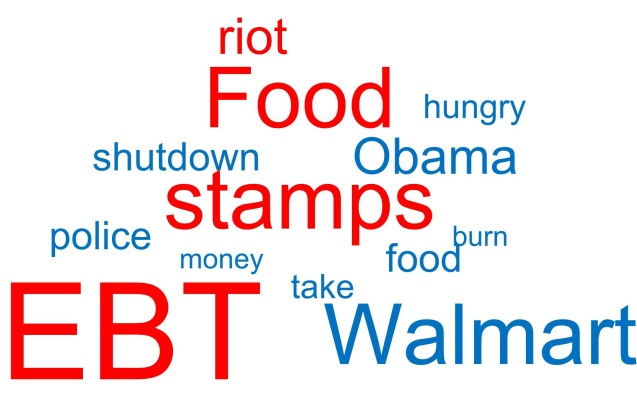 riot
Food
hungry
shutdown
Obama
stamps
police
burn
money
food
take
EBT
Walmart